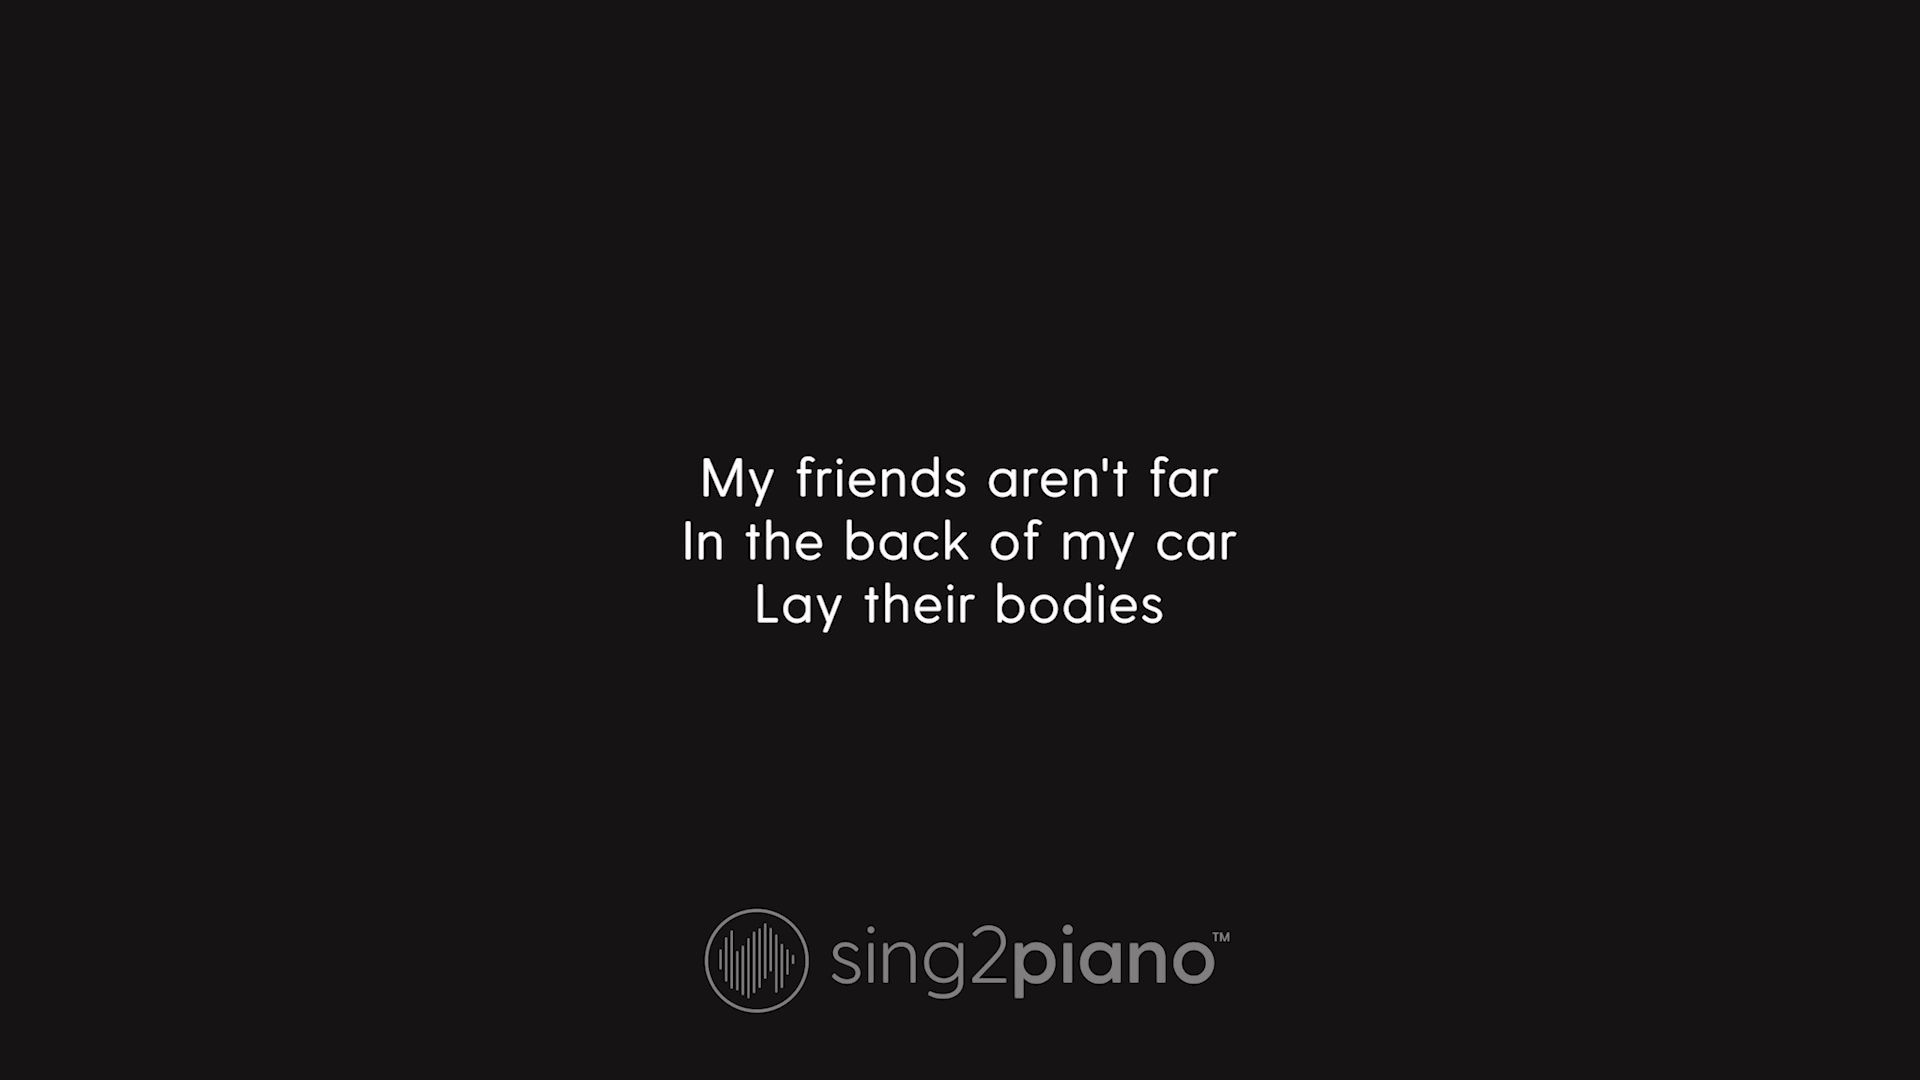 My friends aren't far
In the back of my car
Lay their bodies
sing2piano™